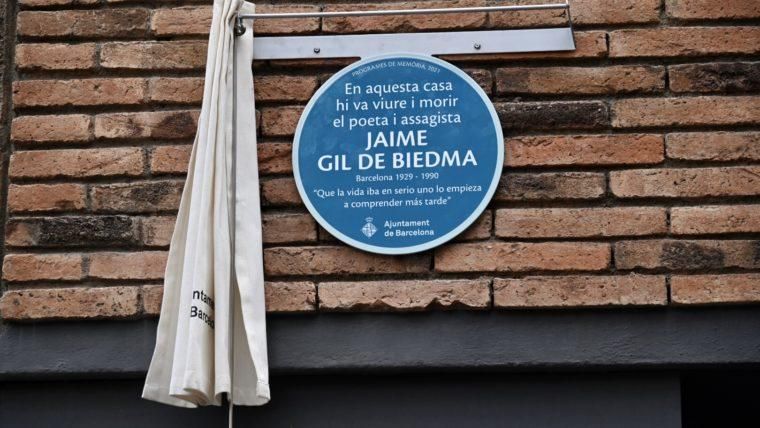 PROGRAMES DE MEMÒRIA, 2021
En aquesta casa
hi va viure i morir
el poeta i assagista
JAIME
GIL DE BIEDMA
Barcelona 1929 - 1990
“Que la vida iba en serio uno lo empieza
a comprender más tarde”
Ajuntament
de Barcelona